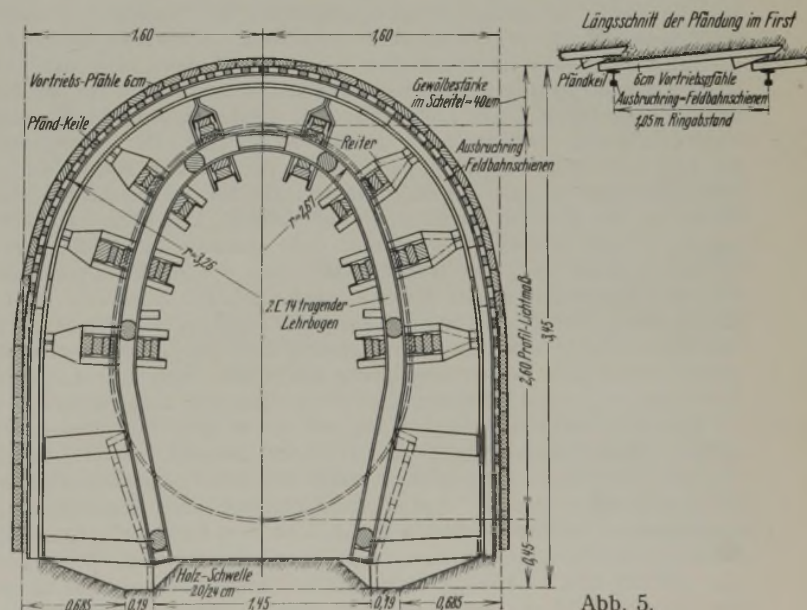 1,60
1,60
Längsschnitt der Pfändung im First
Vortriebs-Pfähle 6cm
Gewölbestärke
im Scheitel=40cm
Pfändkeil
6cm Vortriebspfähle
Ausbruchring=Feldbahnschienen
1,05 m. Ringabstand
Pfänd-Keile
Reiter
Ausbruchring
Feldbahnschienen
r=3,26
r=2,67
2 C 14 tragender
Lehrbogen
2,60 Profil-Lichtmaß
3,45
0,45
Holz-Schwelle
20/24 cm
0,685
0,19
1,45
0,19
0,685
Abb. 5.